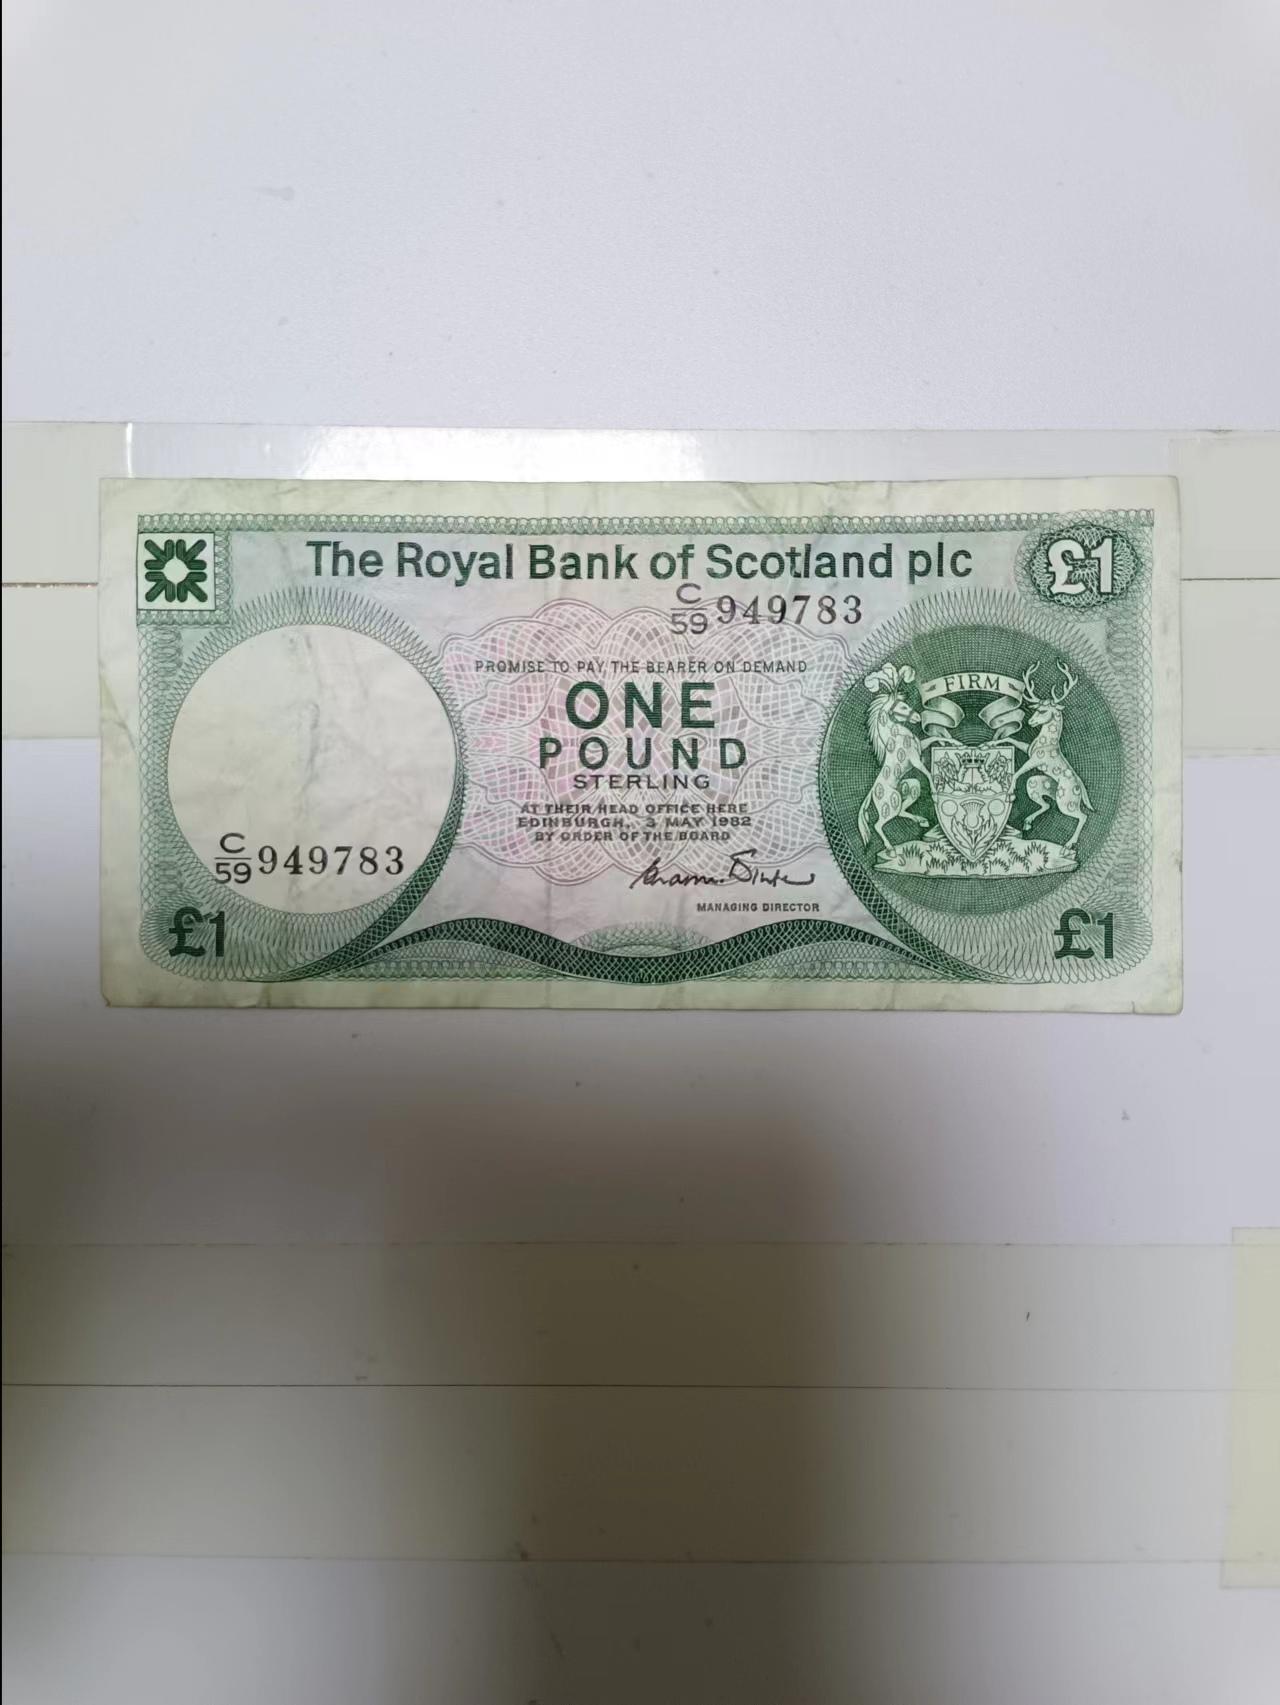 The Royal Bank of Scotland plc
£1
C/59 949783
PROMISE TO PAY THE BEARER ON DEMAND
ONE
POUND
STERLING
FIRM
AT THEIR HEAD OFFICE HERE
EDINBURGH, 3 MAY 1982
BY ORDER OF THE BOARD
C/59 949783
MANAGING DIRECTOR
£1
£1